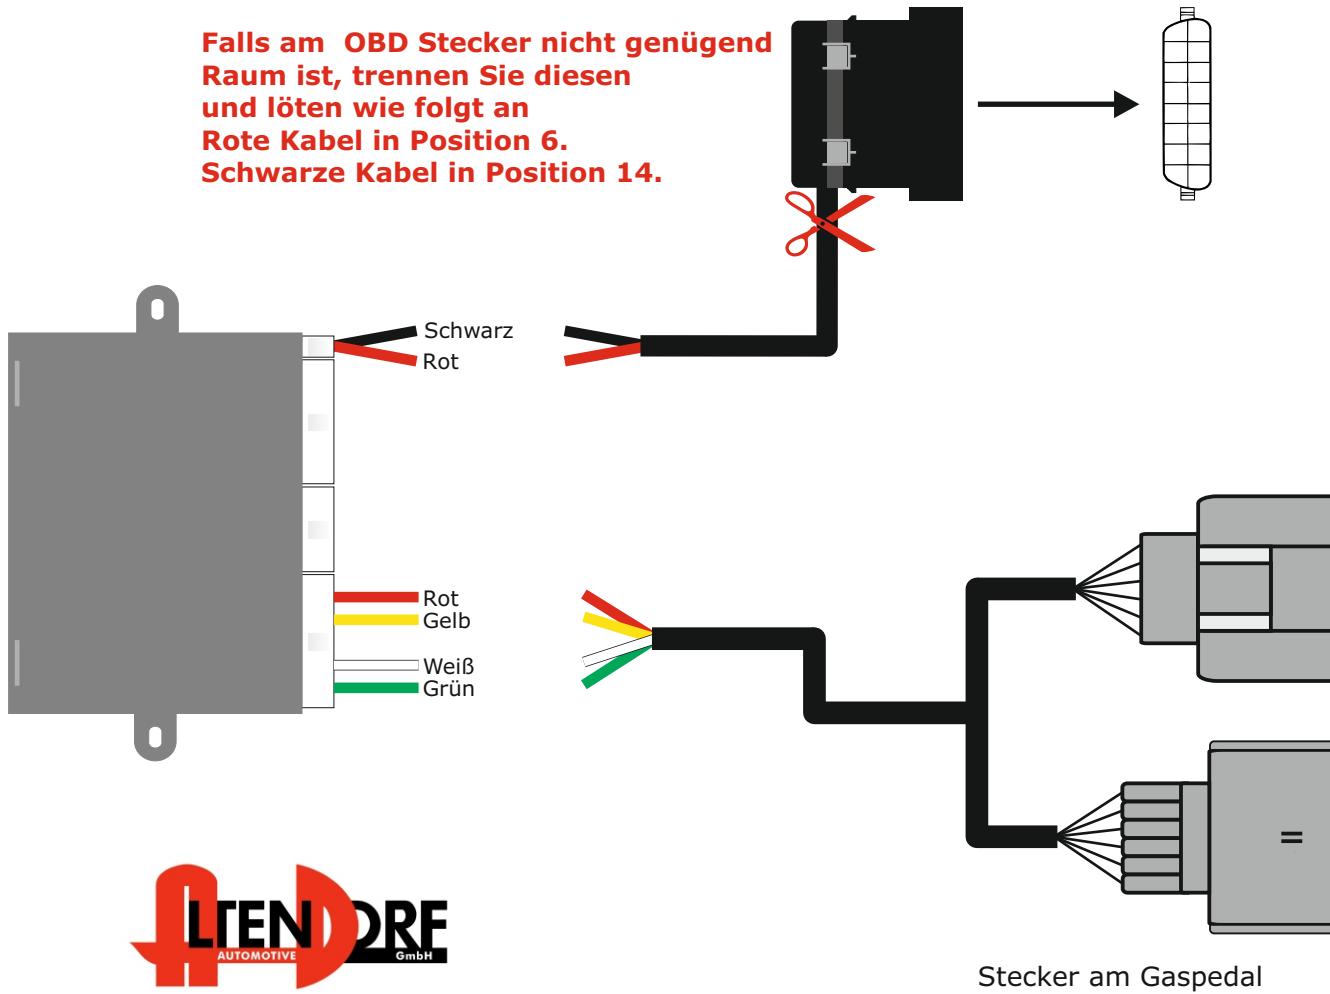 Falls am  OBD Stecker nicht genügend
Raum ist, trennen Sie diesen
und löten wie folgt an
Rote Kabel in Position 6.
Schwarze Kabel in Position 14.
Schwarz
Rot
Rot
Gelb
Weiß
Grün
ALTENDORF
AUTOMOTIVE
GmbH
Stecker am Gaspedal